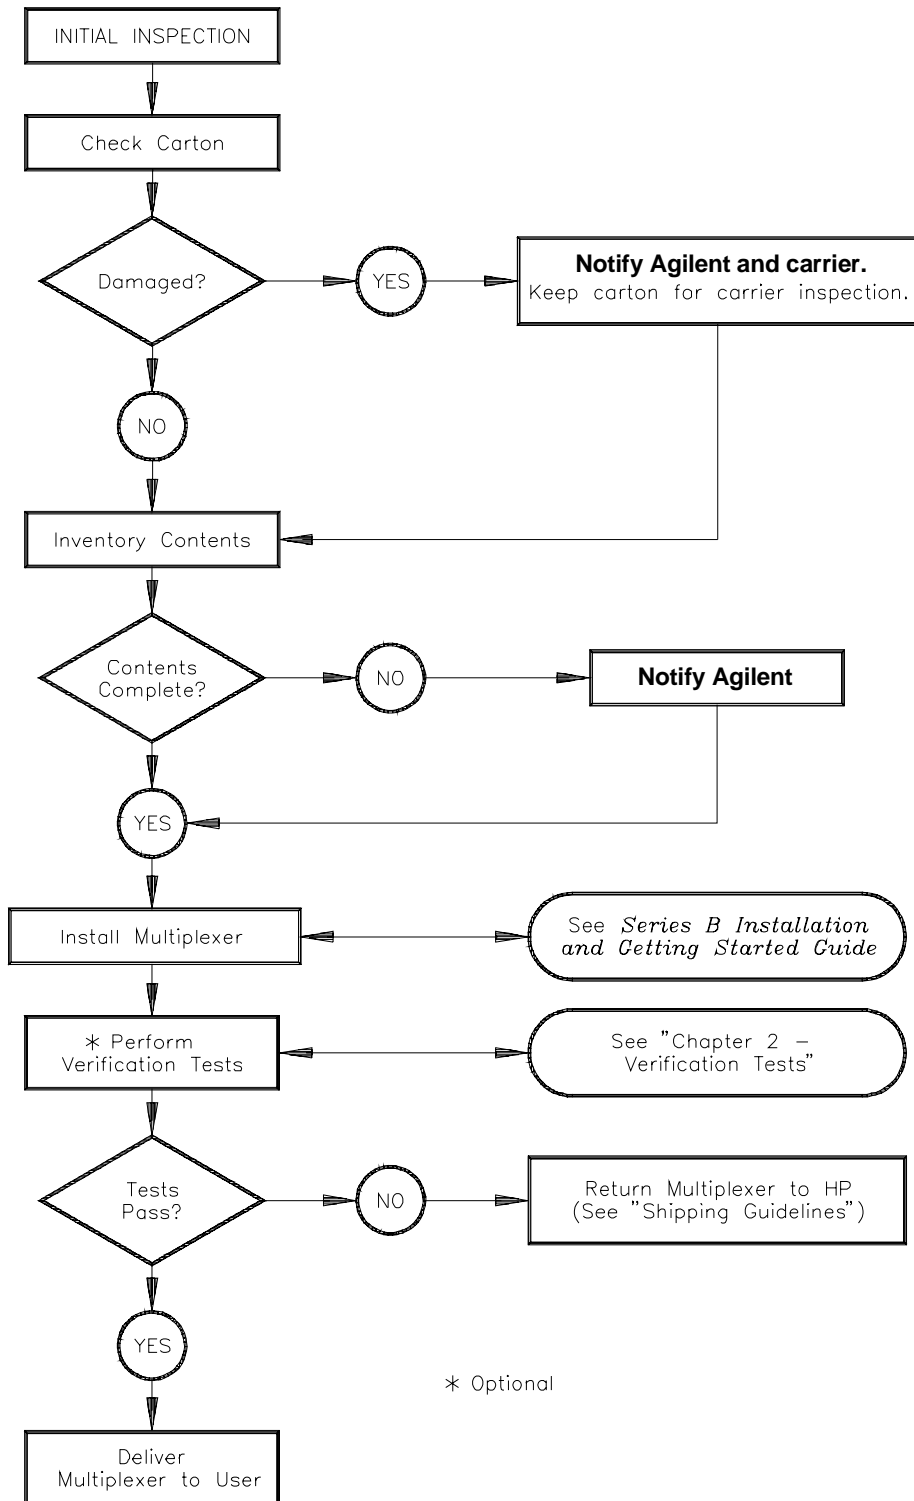 INITIAL INSPECTION
Check Carton
Damaged?
YES
Notify Agilent and carrier.
Keep carton for carrier inspection.
NO
Inventory Contents
Contents
Complete?
NO
Notify Agilent
YES
Install Multiplexer
See Series B Installation
and Getting Started Guide
* Perform
Verification Tests
See "Chapter 2 –
Verification Tests"
Tests
Pass?
NO
Return Multiplexer to HP
(See "Shipping Guidelines")
YES
* Optional
Deliver
Multiplexer to User